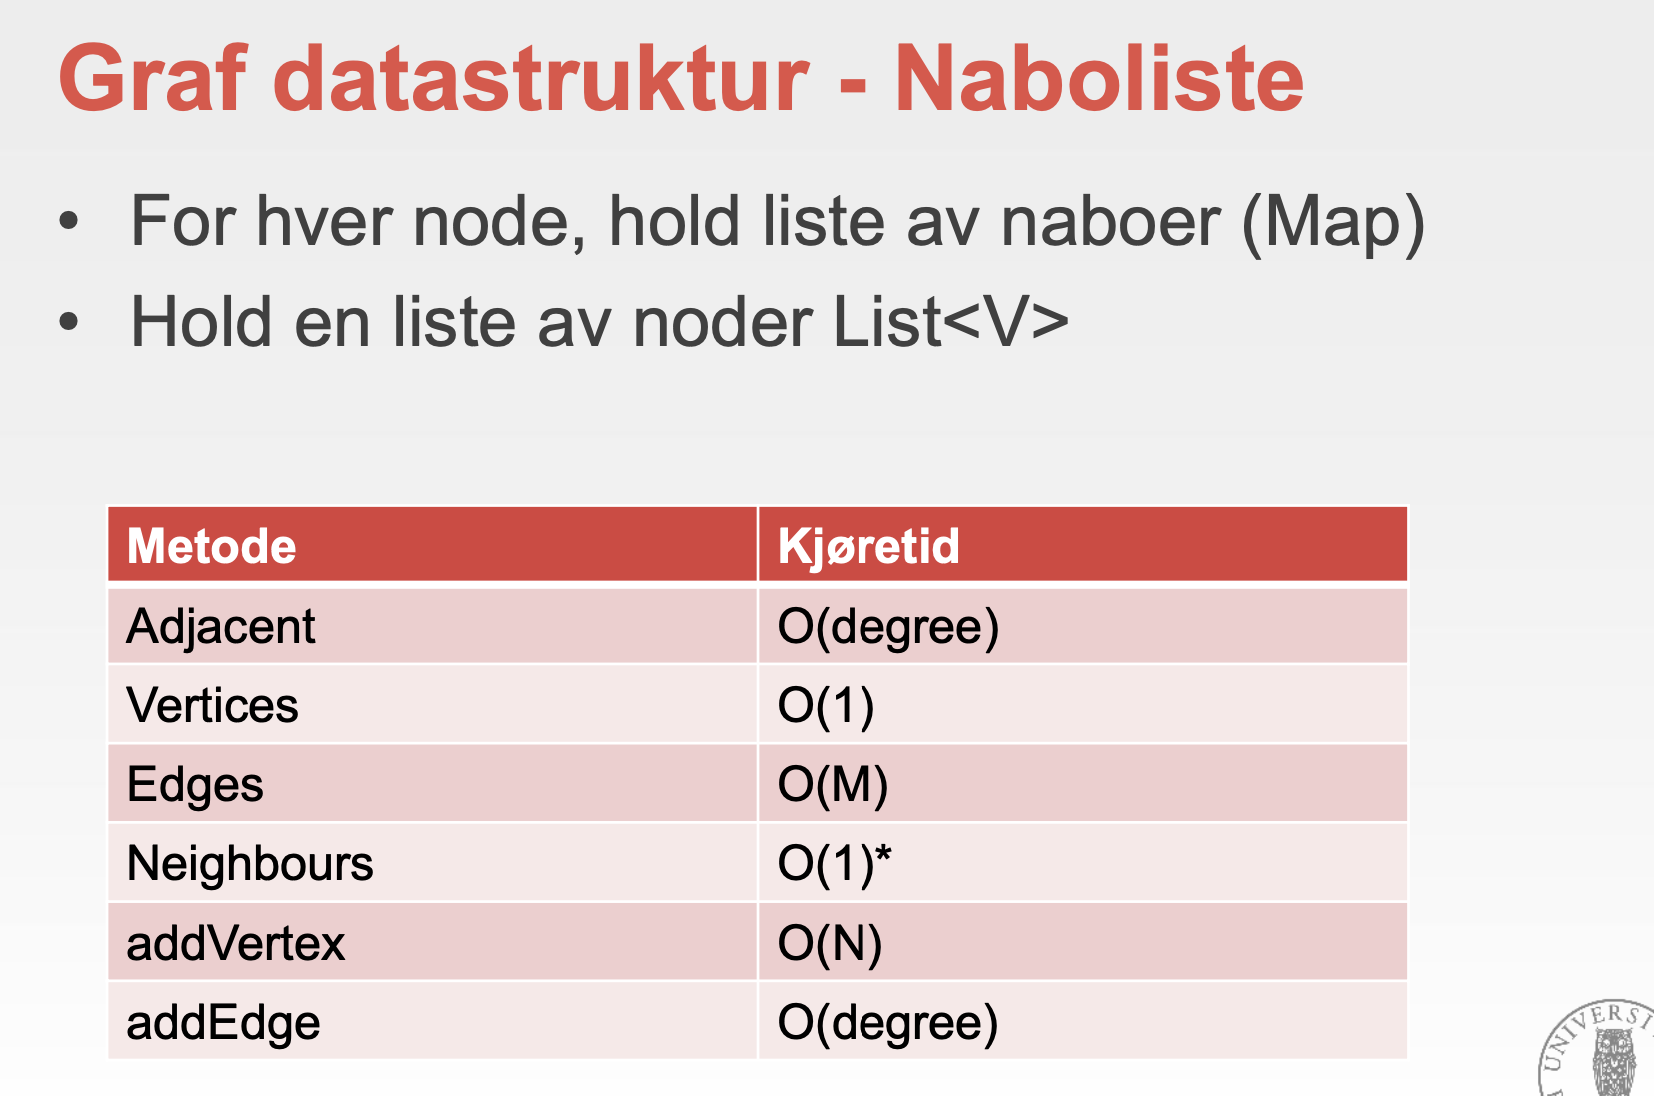 Graf datastruktur - Naboliste
• For hver node, hold liste av naboer (Map)
• Hold en liste av noder List<V>
Metode Kjøretid
Adjacent O(degree)
Vertices O(1)
Edges O(M)
Neighbours O(1)*
addVertex O(N)
addEdge O(degree)
UNIVERSI